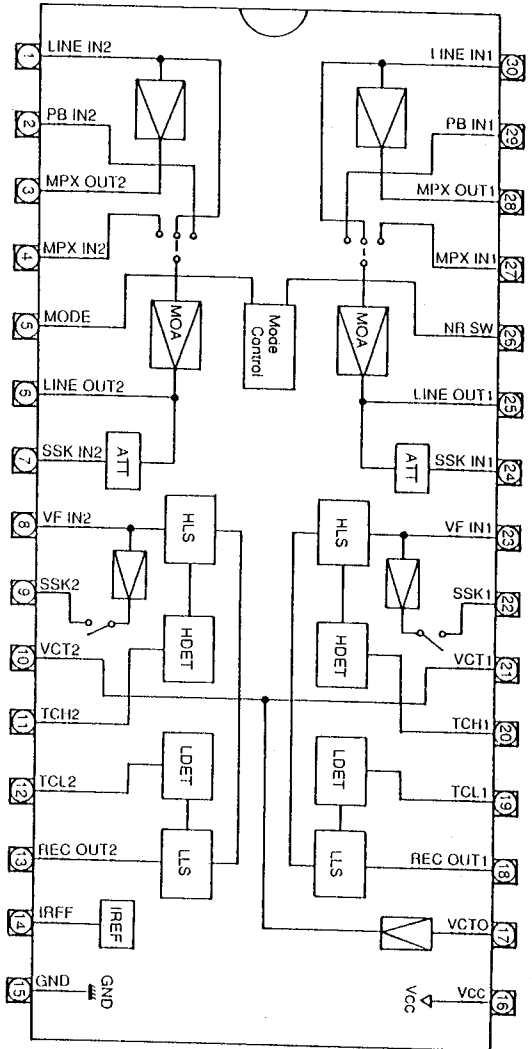 1 LINE IN2
2 PB IN2
3 MPX OUT2
4 MPX IN2
5 MODE
6 LINE OUT2
7 SSK IN2
8 VF IN2
9 SSK2
10 VCT2
11 TCH2
12 TCL2
13 REC OUT2
14 IRFF
15 GND
MOA
ATT
HLS
HDET
LDET
LLS
IREF
GND
Mode
Control
MOA
ATT
HLS
HDET
LDET
LLS
Vcc
LINE IN1 30
PB IN1 29
MPX OUT1 28
MPX IN1 27
NR SW 26
LINE OUT1 25
SSK IN1 24
VF IN1 23
SSK1 22
VCT1 21
TCH1 20
TCL1 19
REC OUT1 18
VCTO 17
Vcc 16